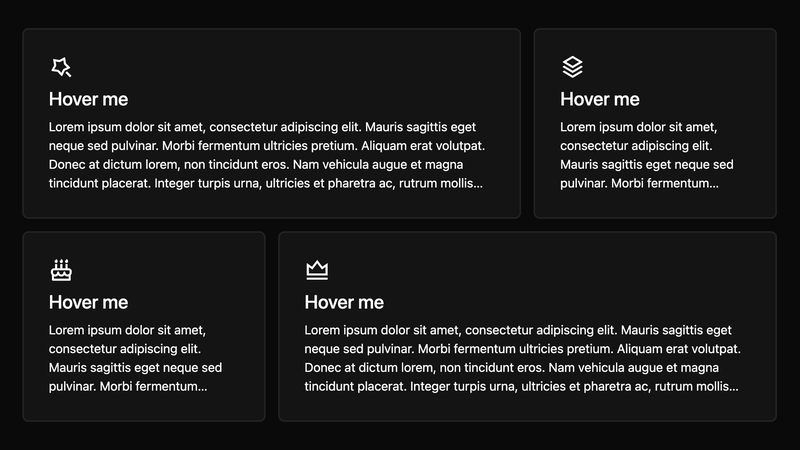 Hover me
Lorem ipsum dolor sit amet, consectetur adipiscing elit. Mauris sagittis eget
neque sed pulvinar. Morbi fermentum ultricies pretium. Aliquam erat volutpat.
Donec at dictum lorem, non tincidunt eros. Nam vehicula augue et magna
tincidunt placerat. Integer turpis urna, ultricies et pharetra ac, rutrum mollis...
Hover me
Lorem ipsum dolor sit amet,
consectetur adipiscing elit.
Mauris sagittis eget neque sed
pulvinar. Morbi fermentum...
Hover me
Lorem ipsum dolor sit amet,
consectetur adipiscing elit.
Mauris sagittis eget neque sed
pulvinar. Morbi fermentum...
Hover me
Lorem ipsum dolor sit amet, consectetur adipiscing elit. Mauris sagittis eget
neque sed pulvinar. Morbi fermentum ultricies pretium. Aliquam erat volutpat.
Donec at dictum lorem, non tincidunt eros. Nam vehicula augue et magna
tincidunt placerat. Integer turpis urna, ultricies et pharetra ac, rutrum mollis...